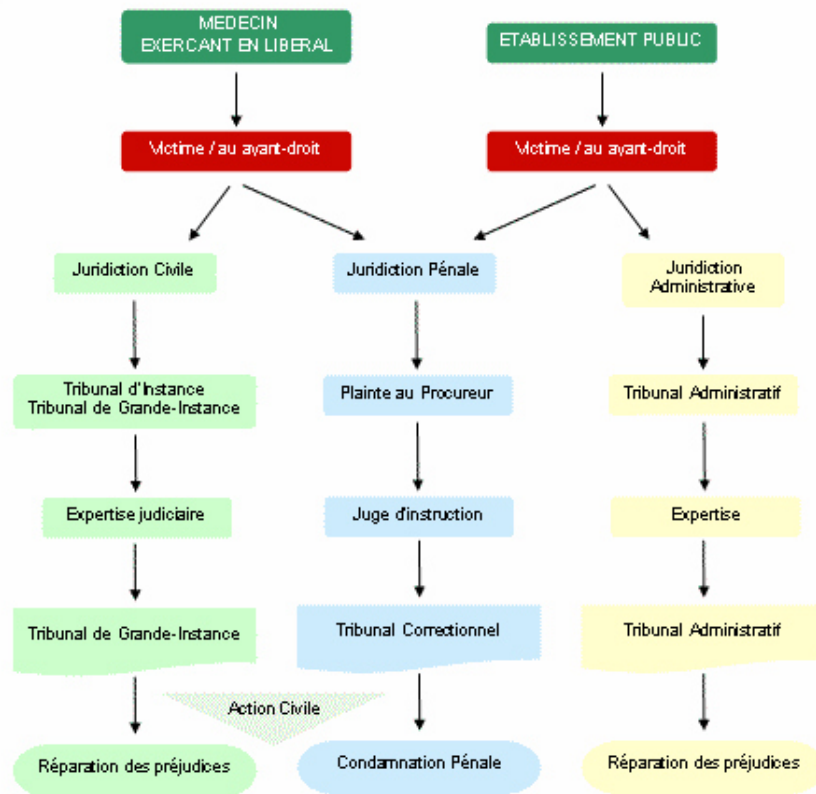 MEDECIN
EXERCANT EN LIBERAL
ETABLISSEMENT PUBLIC
Victime / au ayant-droit
Victime / au ayant-droit
Juridiction Civile
Juridiction Pénale
Juridiction
Administrative
Tribunal d'Instance
Tribunal de Grande-Instance
Plainte au Procureur
Tribunal Administratif
Expertise judiciaire
Juge d'instruction
Expertise
Tribunal de Grande-Instance
Tribunal Correctionnel
Tribunal Administratif
Action Civile
Réparation des préjudices
Condamnation Pénale
Réparation des préjudices